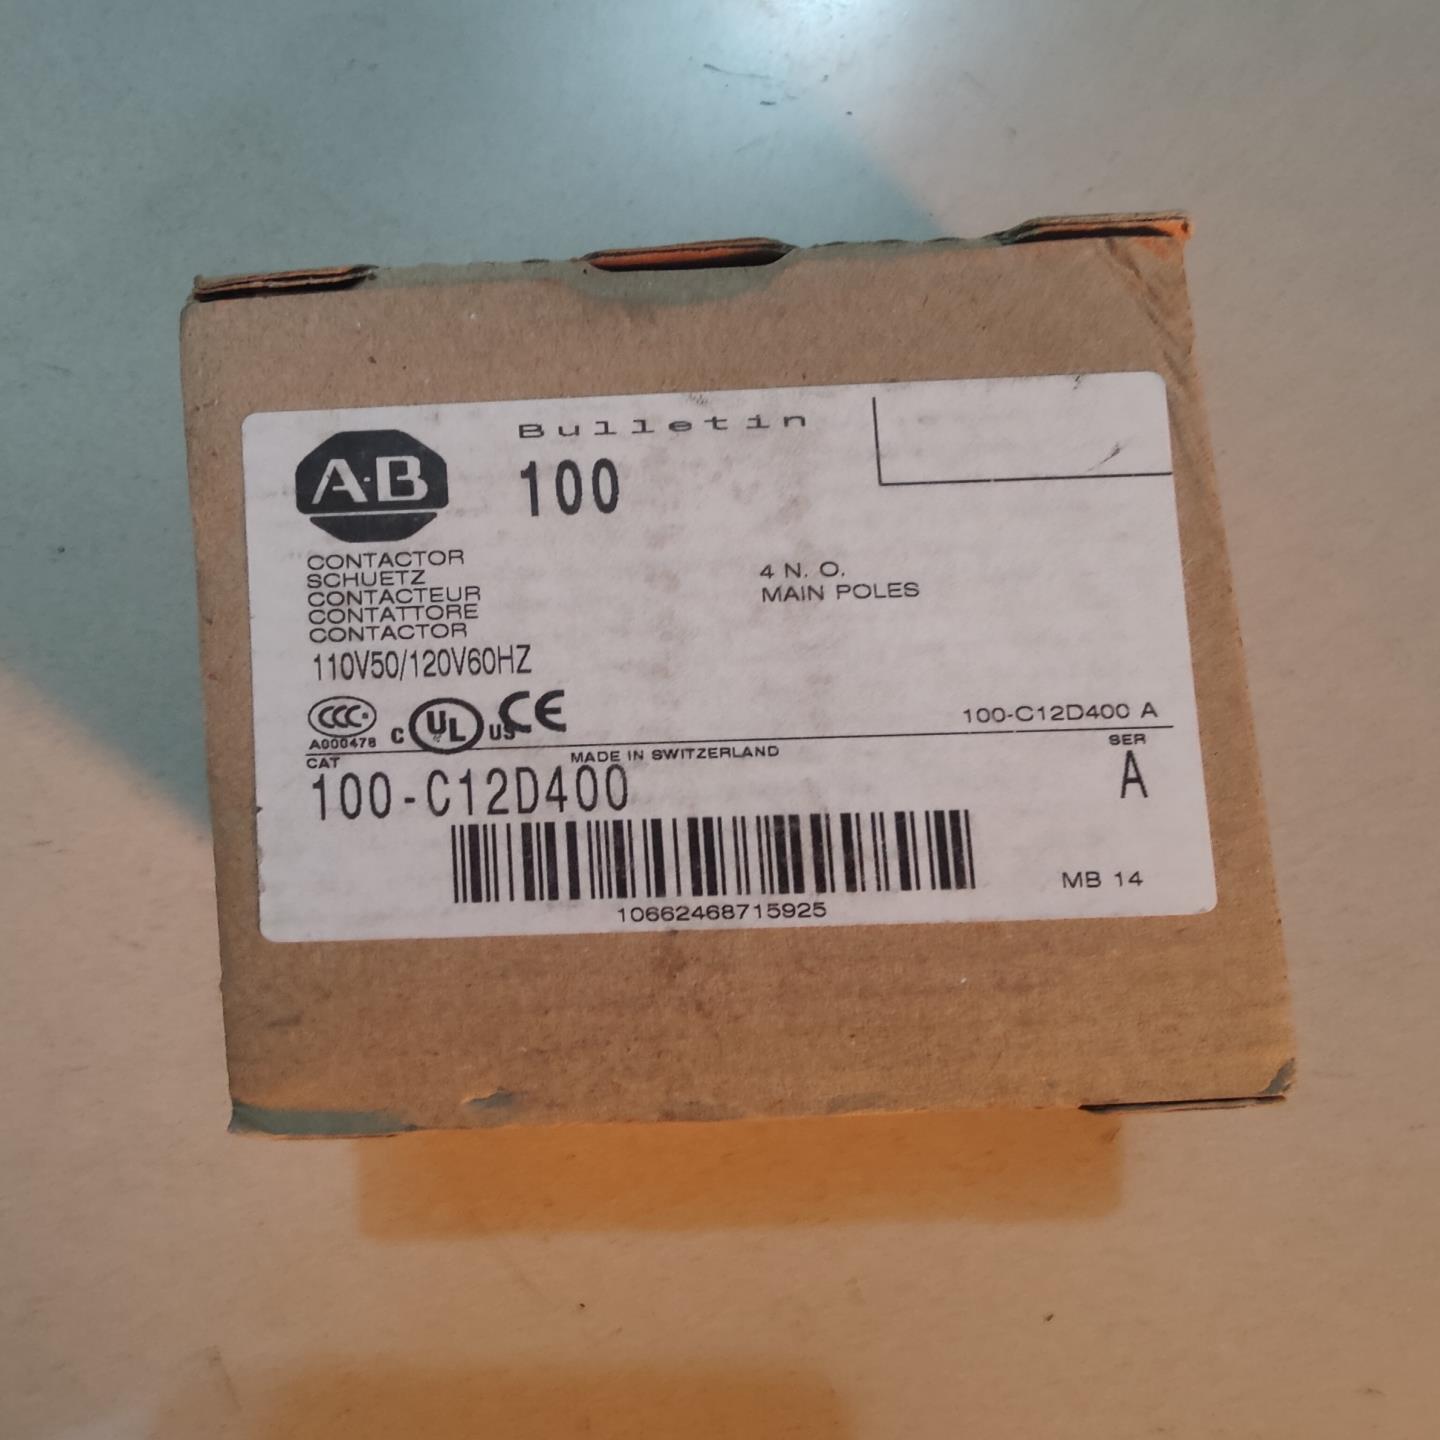 Bulletin
A·B
100
CONTACTOR
SCHUETZ
CONTACTEUR
CONTATTORE
CONTACTOR
4 N. O.
MAIN POLES
110V50/120V60HZ
CCC
A000478
C UL US CE
100-C12D400 A
CAT
MADE IN SWITZERLAND
SER
100-C12D400
A
MB 14
10662468715925